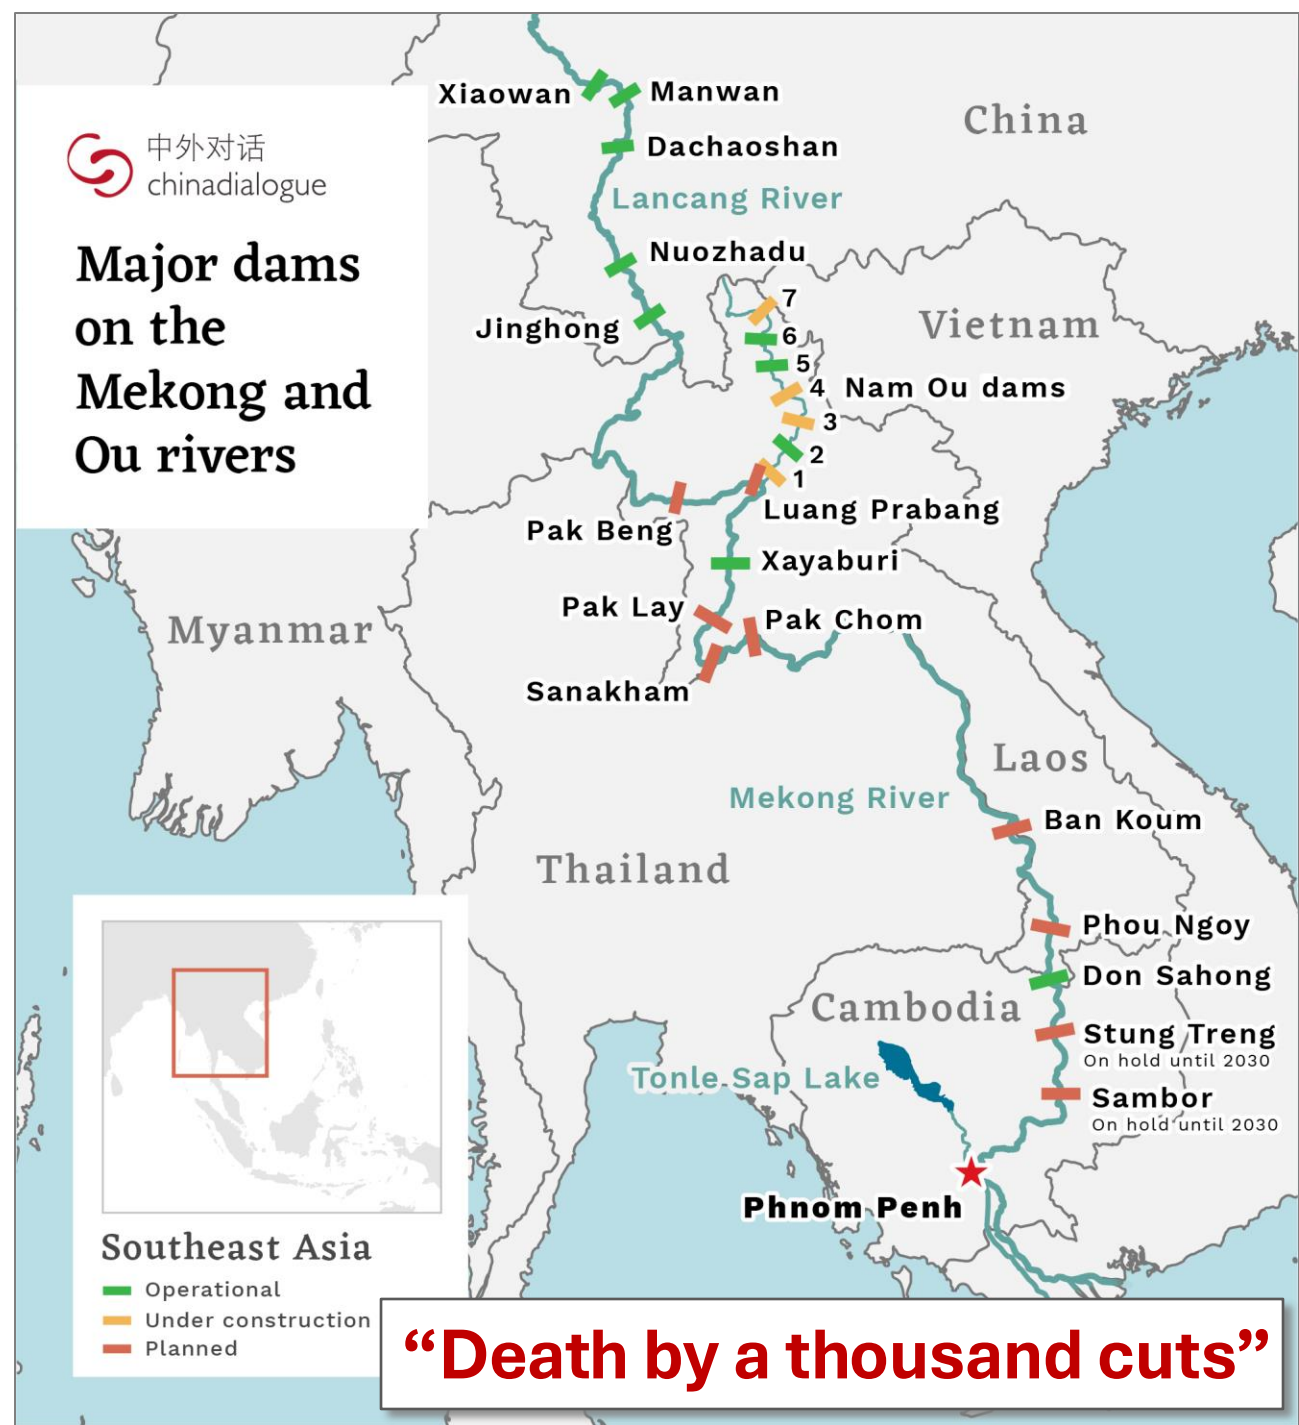 Xiaowan
Manwan
China
Dachaoshan
中外对话
chinadialogue
Lancang River
Major dams
on the
Mekong and
Ou rivers
Nuozhadu
Jinghong
7
6
5
4
3
2
1
Nam Ou dams
Vietnam
Luang Prabang
Pak Beng
Xayaburi
Pak Lay
Pak Chom
Myanmar
Sanakham
Laos
Mekong River
Ban Koum
Thailand
Phou Ngoy
Don Sahong
Cambodia
Stung Treng
On hold until 2030
Tonle Sap Lake
Sambor
On hold until 2030
Phnom Penh
Southeast Asia
Operational
Under construction
Planned
“Death by a thousand cuts”